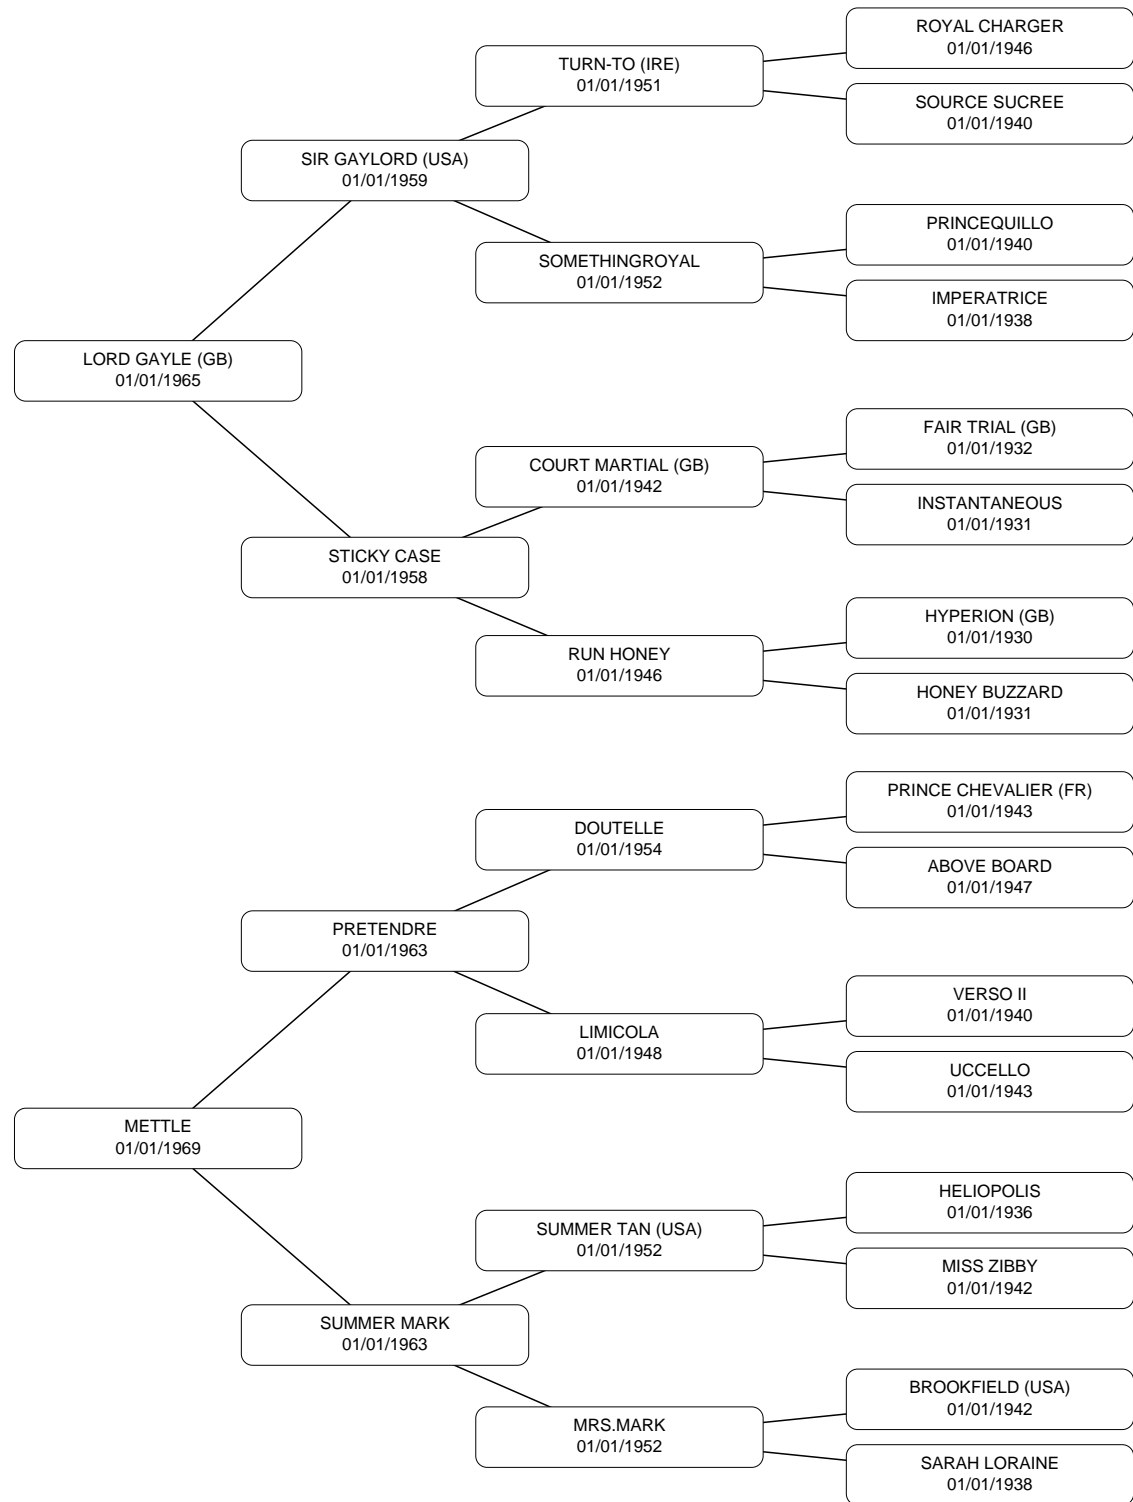 ROYAL CHARGER
01/01/1946
TURN-TO (IRE)
01/01/1951
SOURCE SUCREE
01/01/1940
SIR GAYLORD (USA)
01/01/1959
PRINCEQUILLO
01/01/1940
SOMETHINGROYAL
01/01/1952
IMPERATRICE
01/01/1938
LORD GAYLE (GB)
01/01/1965
FAIR TRIAL (GB)
01/01/1932
COURT MARTIAL (GB)
01/01/1942
INSTANTANEOUS
01/01/1931
STICKY CASE
01/01/1958
HYPERION (GB)
01/01/1930
RUN HONEY
01/01/1946
HONEY BUZZARD
01/01/1931
PRINCE CHEVALIER (FR)
01/01/1943
DOUTELLE
01/01/1954
ABOVE BOARD
01/01/1947
PRETENDRE
01/01/1963
VERSO II
01/01/1940
LIMICOLA
01/01/1948
UCCELLO
01/01/1943
METTLE
01/01/1969
HELIOPOLIS
01/01/1936
SUMMER TAN (USA)
01/01/1952
MISS ZIBBY
01/01/1942
SUMMER MARK
01/01/1963
BROOKFIELD (USA)
01/01/1942
MRS.MARK
01/01/1952
SARAH LORAINE
01/01/1938